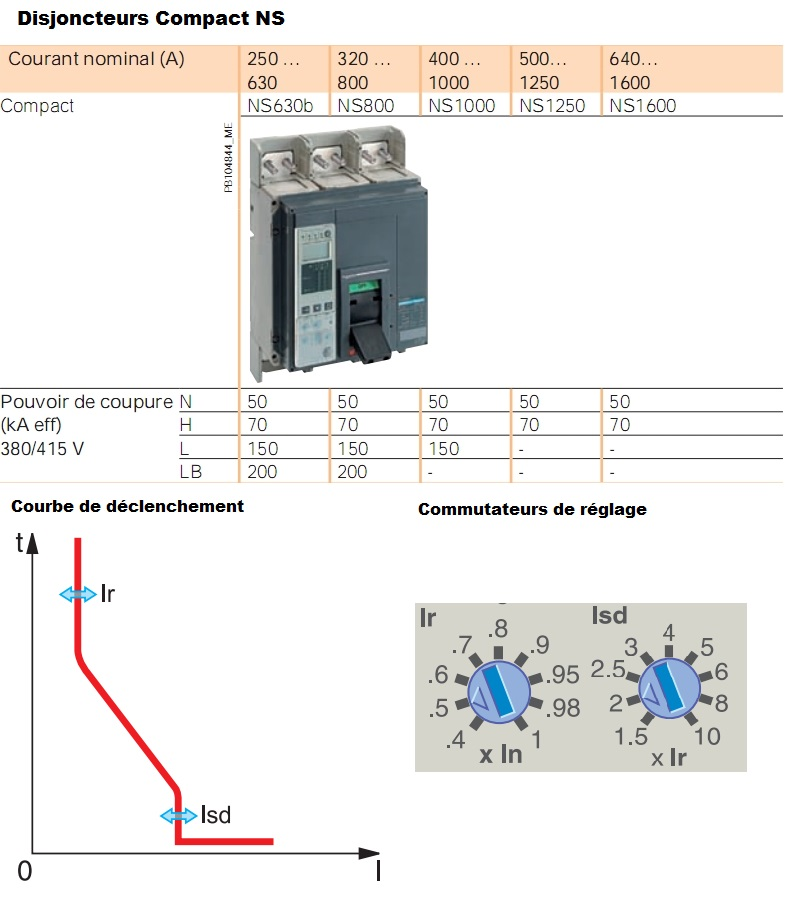 Disjoncteurs Compact NS
Courant nominal (A) 250 ... 320 ... 400 ... 500... 640...
630 800 1000 1250 1600
Compact NS630b NS800 NS1000 NS1250 NS1600
PB104844_ME
Pouvoir de coupure N 50 50 50 50 50
(kA eff) H 70 70 70 70 70
380/415 V L 150 150 150 - -
LB 200 200 - - -
Courbe de déclenchement
Commutateurs de réglage
t
Ir
Isd
0
I
Ir
.4 .5 .6 .7 .8 .9 .95 .98 1
x In
Isd
1.5 2 2.5 3 4 5 6 8 10
x Ir